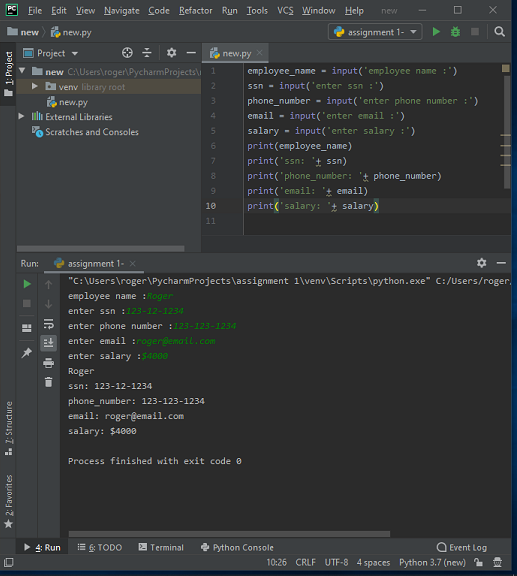 PC File Edit View Navigate Code Refactor Run Tools VCS Window Help new
new new.py assignment 1-
Project new.py
1: Project
new C:\Users\roger\PycharmProjects\
venv library root
new.py
External Libraries
Scratches and Consoles
1 employee_name = input('employee name :')
2 ssn = input('enter ssn :')
3 phone_number = input('enter phone number :')
4 email = input('enter email :')
5 salary = input('enter salary :')
6 print(employee_name)
7 print('ssn: '+ ssn)
8 print('phone_number: '+ phone_number)
9 print('email: '+ email)
10 print('salary: '+ salary)
11
Run: assignment 1-
"C:\Users\roger\PycharmProjects\assignment 1\venv\Scripts\python.exe" C:/Users/roger/
employee name :Roger
enter ssn :123-12-1234
enter phone number :123-123-1234
enter email :roger@email.com
enter salary :$4000
Roger
ssn: 123-12-1234
phone_number: 123-123-1234
email: roger@email.com
salary: $4000
Process finished with exit code 0
7: Structure
2: Favorites
4: Run 6: TODO Terminal Python Console Event Log
10:26 CRLF UTF-8 4 spaces Python 3.7 (new)